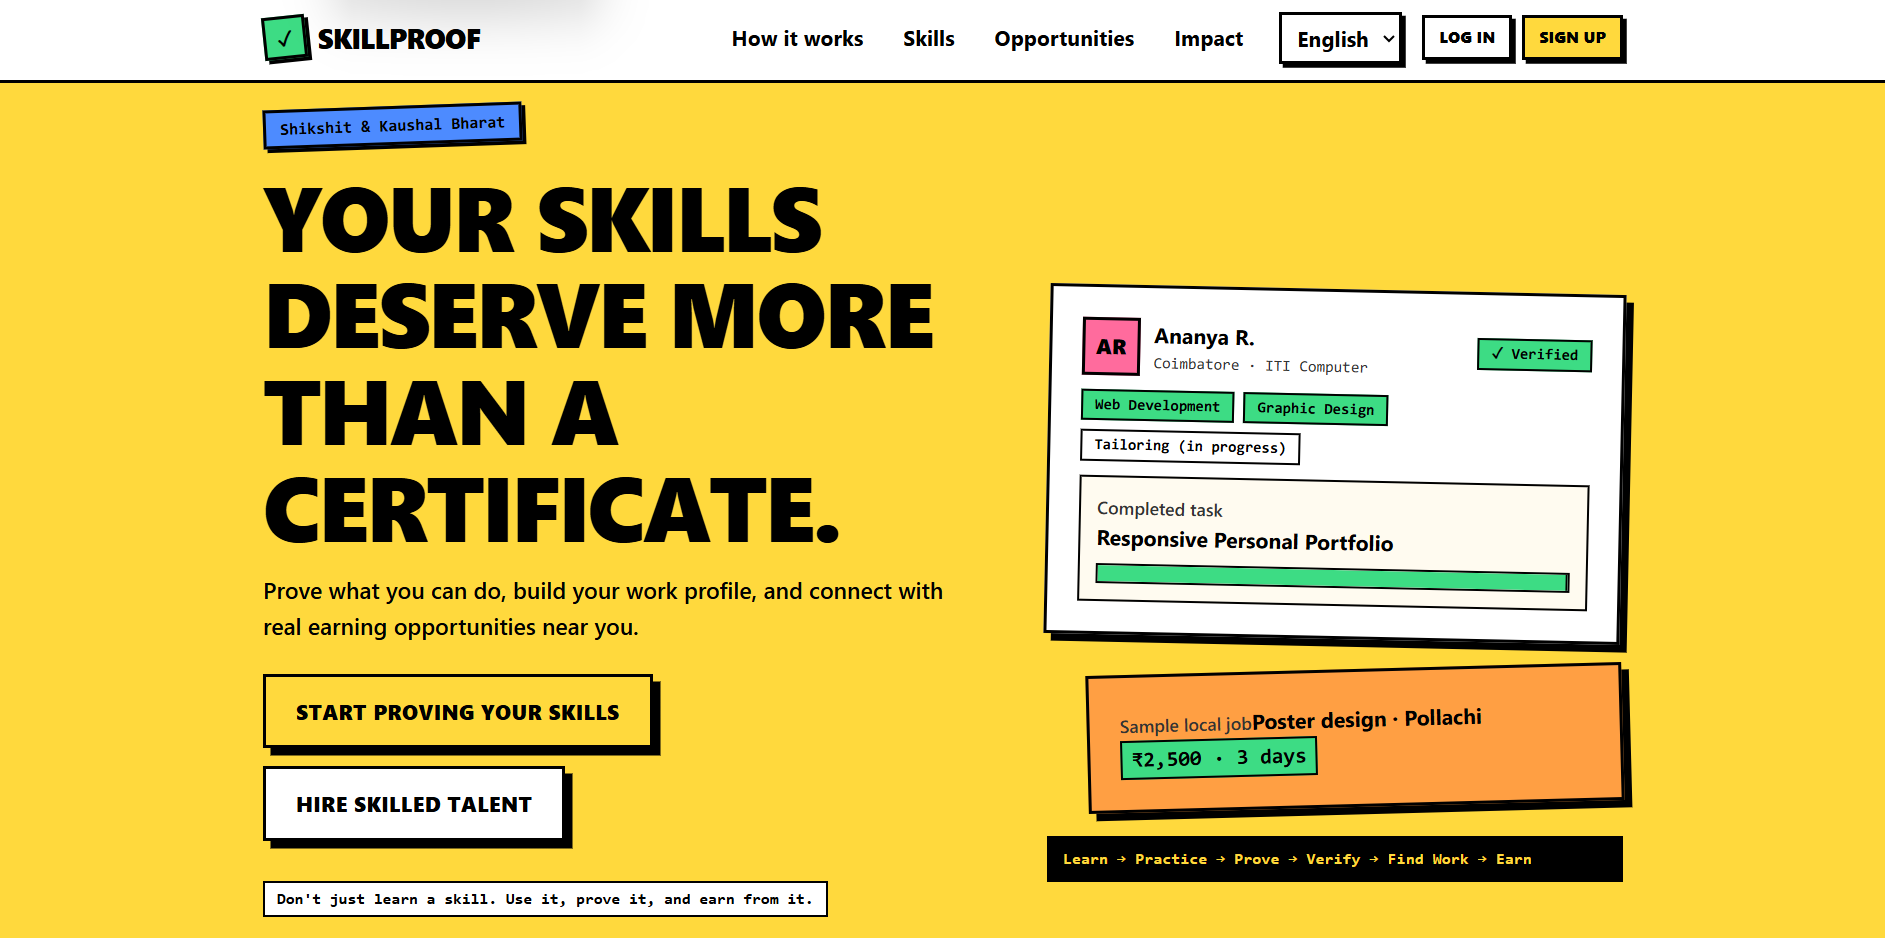 ✓ SKILLPROOF
How it works Skills Opportunities Impact English LOG IN SIGN UP
Shikshit & Kaushal Bharat
YOUR SKILLS
DESERVE MORE
THAN A
CERTIFICATE.
Prove what you can do, build your work profile, and connect with
real earning opportunities near you.
START PROVING YOUR SKILLS
HIRE SKILLED TALENT
Don't just learn a skill. Use it, prove it, and earn from it.
AR
Ananya R.
Coimbatore · ITI Computer
✓ Verified
Web Development Graphic Design
Tailoring (in progress)
Completed task
Responsive Personal Portfolio
Sample local jobPoster design · Pollachi
₹2,500 · 3 days
Learn → Practice → Prove → Verify → Find Work → Earn